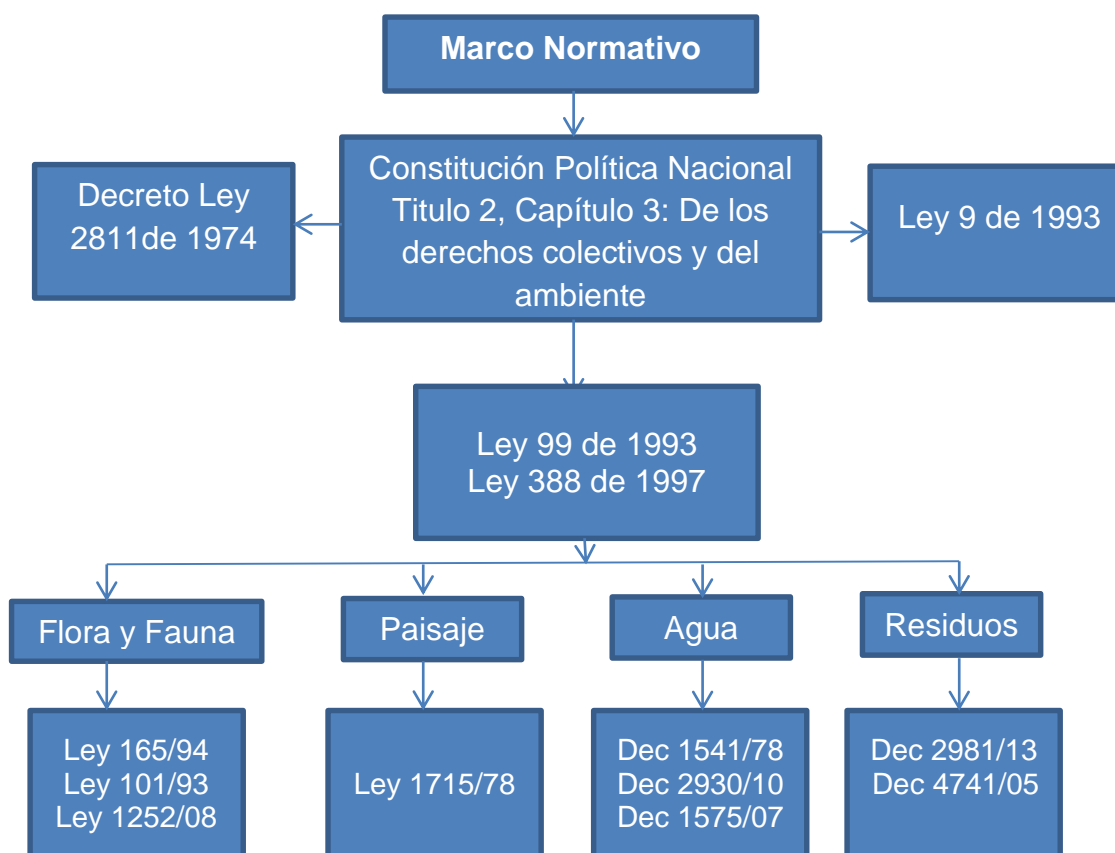 Marco Normativo
Constitución Política Nacional
Titulo 2, Capítulo 3: De los
derechos colectivos y del
ambiente
Decreto Ley
2811de 1974
Ley 9 de 1993
Ley 99 de 1993
Ley 388 de 1997
Flora y Fauna
Paisaje
Agua
Residuos
Ley 165/94
Ley 101/93
Ley 1252/08
Ley 1715/78
Dec 1541/78
Dec 2930/10
Dec 1575/07
Dec 2981/13
Dec 4741/05